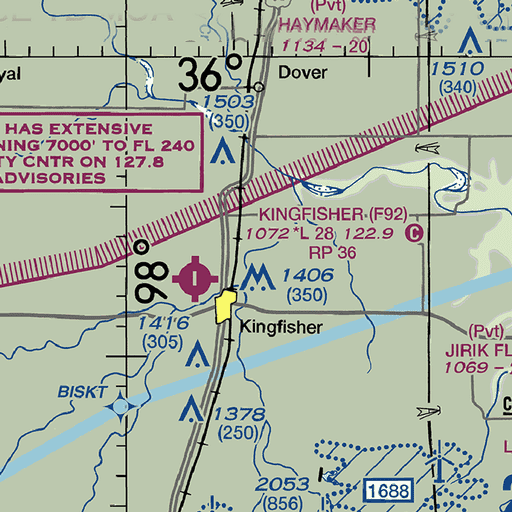 (Pvt)
HAYMAKER
1134 - 20
yal
36°
Dover
1510
(340)
1503
(350)
HAS EXTENSIVE
NING 7000' TO FL 240
TY CNTR ON 127.8
ADVISORIES
KINGFISHER (F92)
1072 *L 28 122.9 C
RP 36
98°
1406
(350)
1416
(305)
Kingfisher
(Pvt)
JIRIK FL
1069 -
BISKT
1378
(250)
C
L
2053
(856)
1688
2